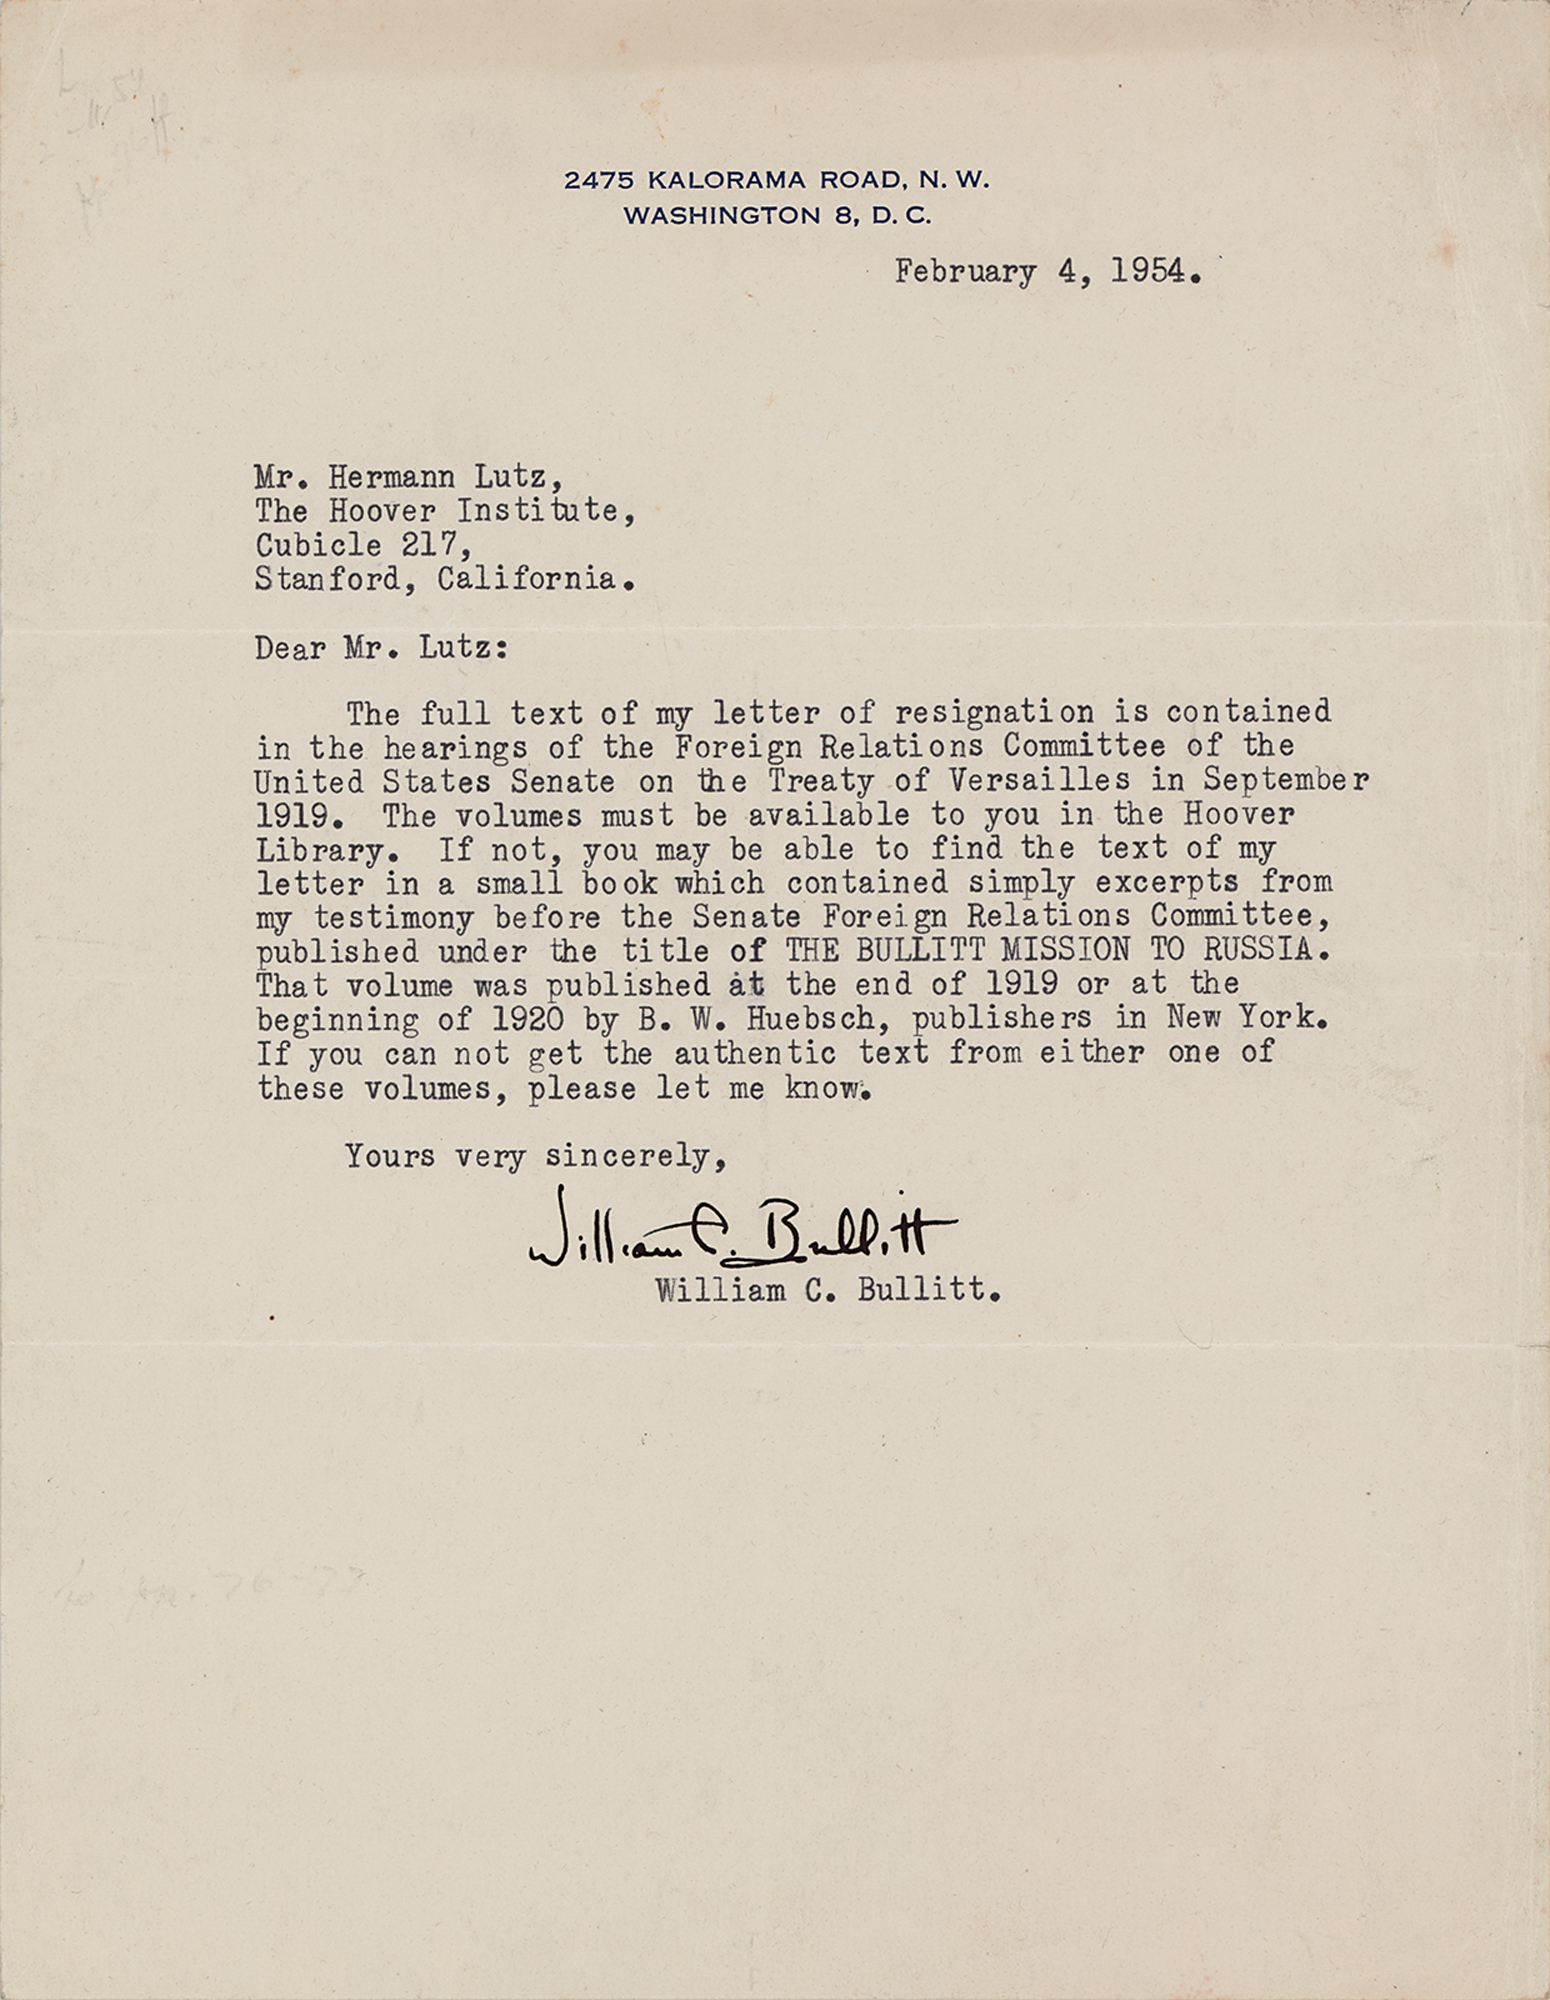 2475 KALORAMA ROAD, N. W.
WASHINGTON 8, D. C.
February 4, 1954.
Mr. Hermann Lutz,
The Hoover Institute,
Cubicle 217,
Stanford, California.
Dear Mr. Lutz:
The full text of my letter of resignation is contained
in the hearings of the Foreign Relations Committee of the
United States Senate on the Treaty of Versailles in September
1919. The volumes must be available to you in the Hoover
Library. If not, you may be able to find the text of my
letter in a small book which contained simply excerpts from
my testimony before the Senate Foreign Relations Committee,
published under the title of THE BULLITT MISSION TO RUSSIA.
That volume was published at the end of 1919 or at the
beginning of 1920 by B. W. Huebsch, publishers in New York.
If you can not get the authentic text from either one of
these volumes, please let me know.
Yours very sincerely,
William C. Bullitt
William C. Bullitt.